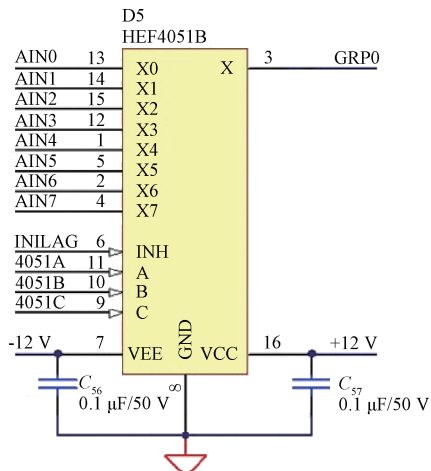 D5
HEF4051B
AIN0 13 X0 X 3 GRP0
AIN1 14 X1
AIN2 15 X2
AIN3 12 X3
AIN4 1 X4
AIN5 5 X5
AIN6 2 X6
AIN7 4 X7
INILAG 6 INH
4051A 11 A
4051B 10 B
4051C 9 C
-12 V 7 VEE GND VCC 16 +12 V
∞
C56 C57
0.1 μF/50 V 0.1 μF/50 V